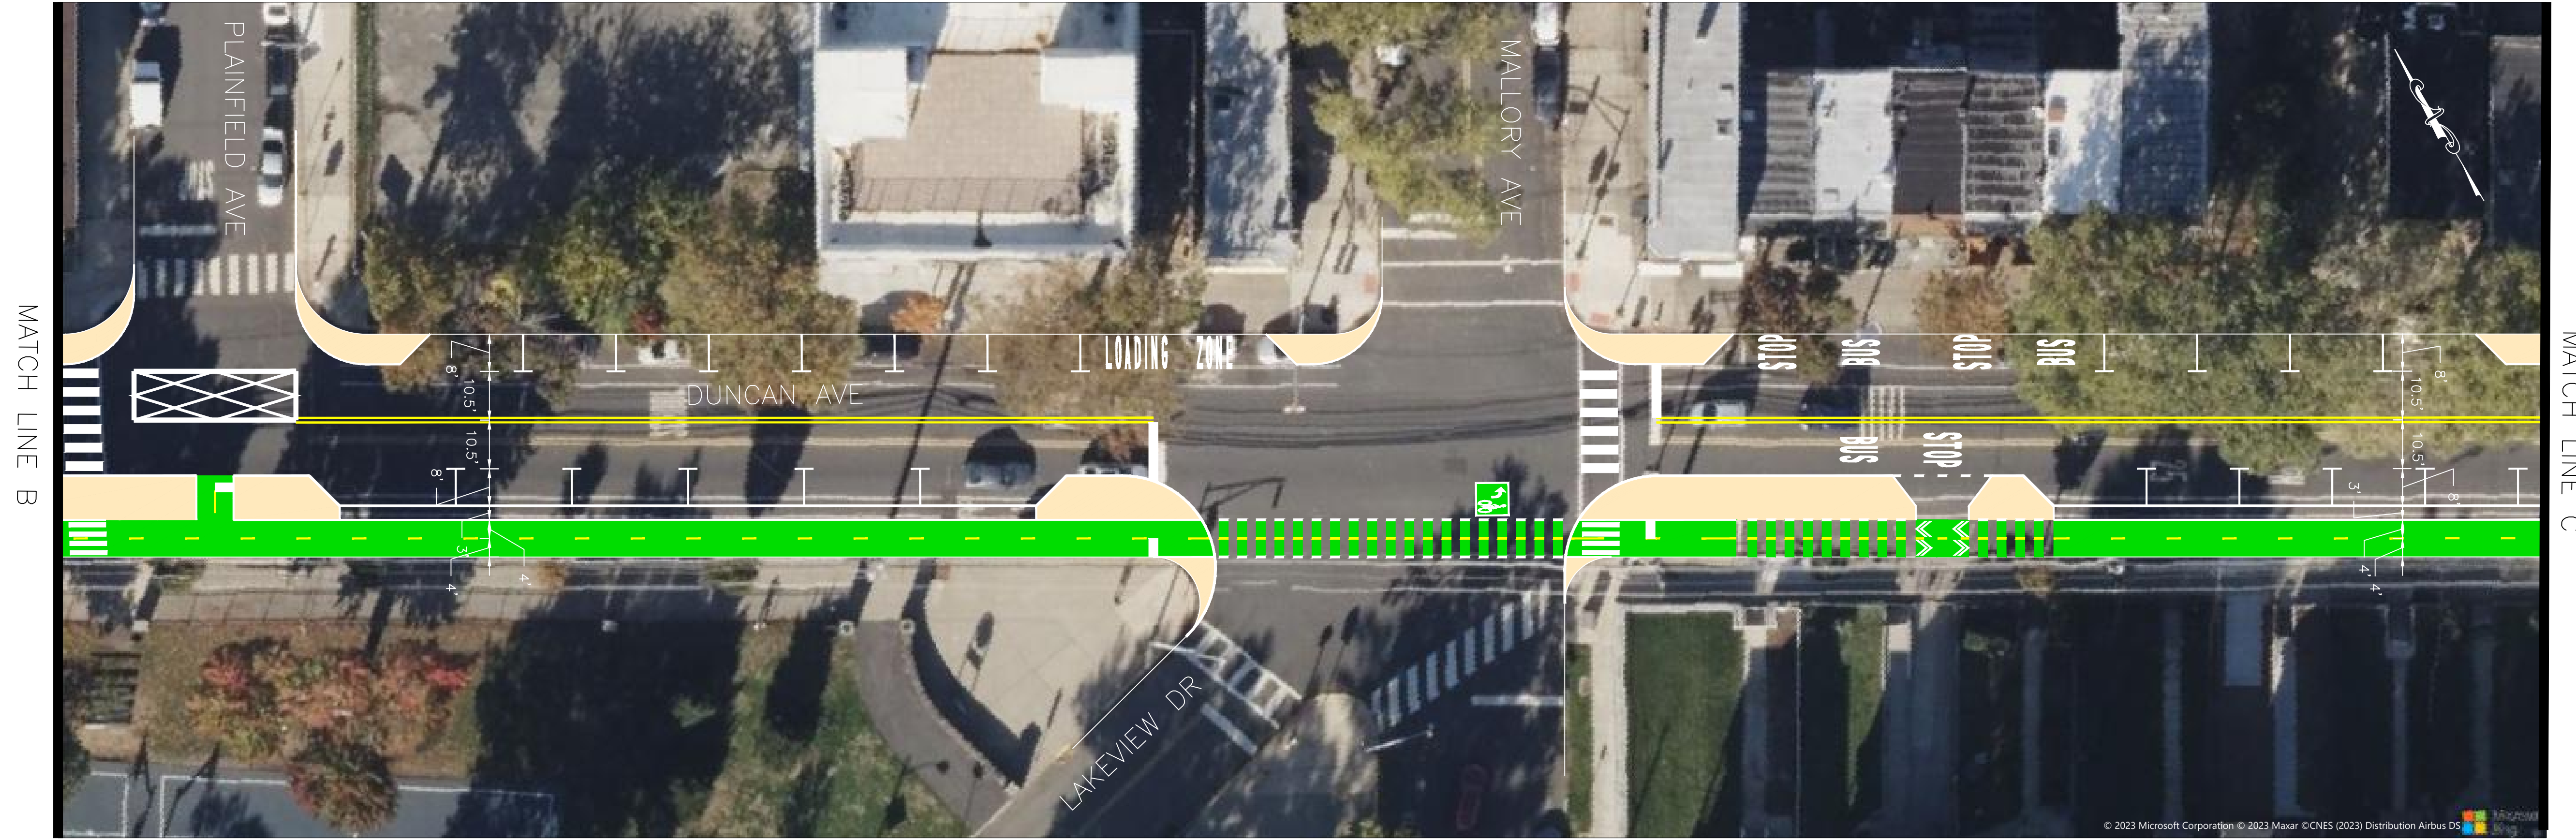 MATCH LINE B
PLAINFIELD AVE
MALLORY AVE
DUNCAN AVE
LOADING ZONE
STOP
BUS
STOP
BUS
BUS
STOP
LAKEVIEW DR
8'
10.5'
10.5'
8'
3'
4'
4'
8'
10.5'
10.5'
8'
3'
4'
4'
MATCH LINE C
© 2023 Microsoft Corporation © 2023 Maxar ©CNES (2023) Distribution Airbus DS